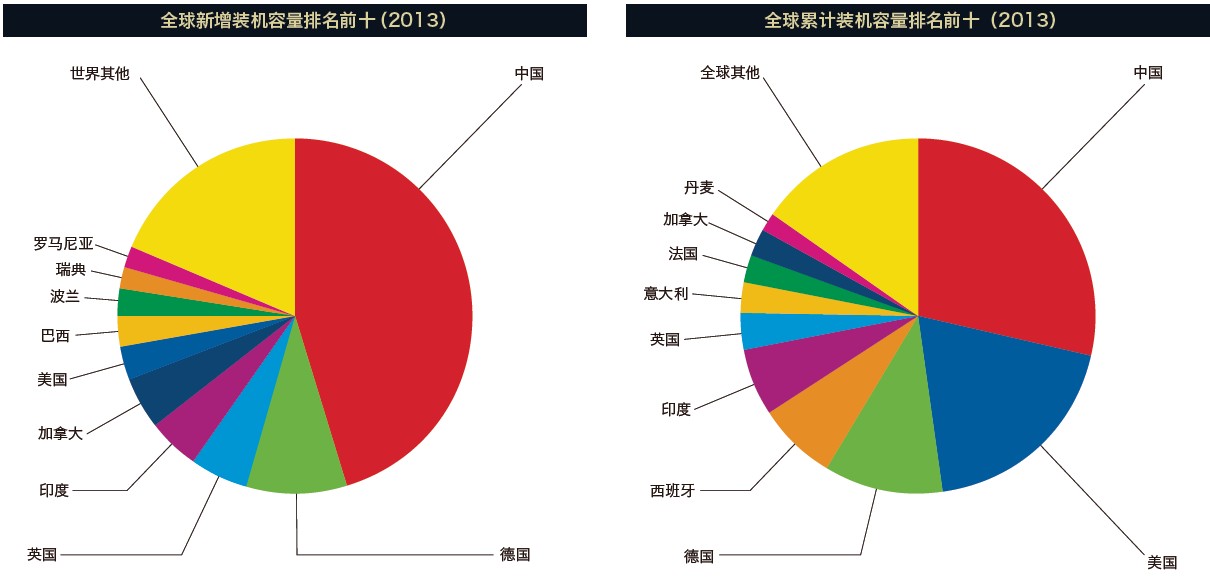 全球新增装机容量排名前十(2013)
世界其他
中国
罗马尼亚
瑞典
波兰
巴西
美国
加拿大
印度
英国
德国
全球累计装机容量排名前十 (2013)
全球其他
中国
丹麦
加拿大
法国
意大利
英国
印度
西班牙
德国
美国